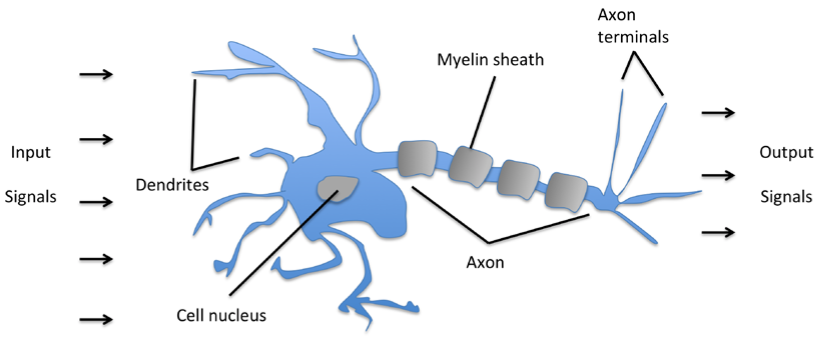 Axon
terminals
Myelin sheath
Input
Signals
Output
Signals
Dendrites
Axon
Cell nucleus